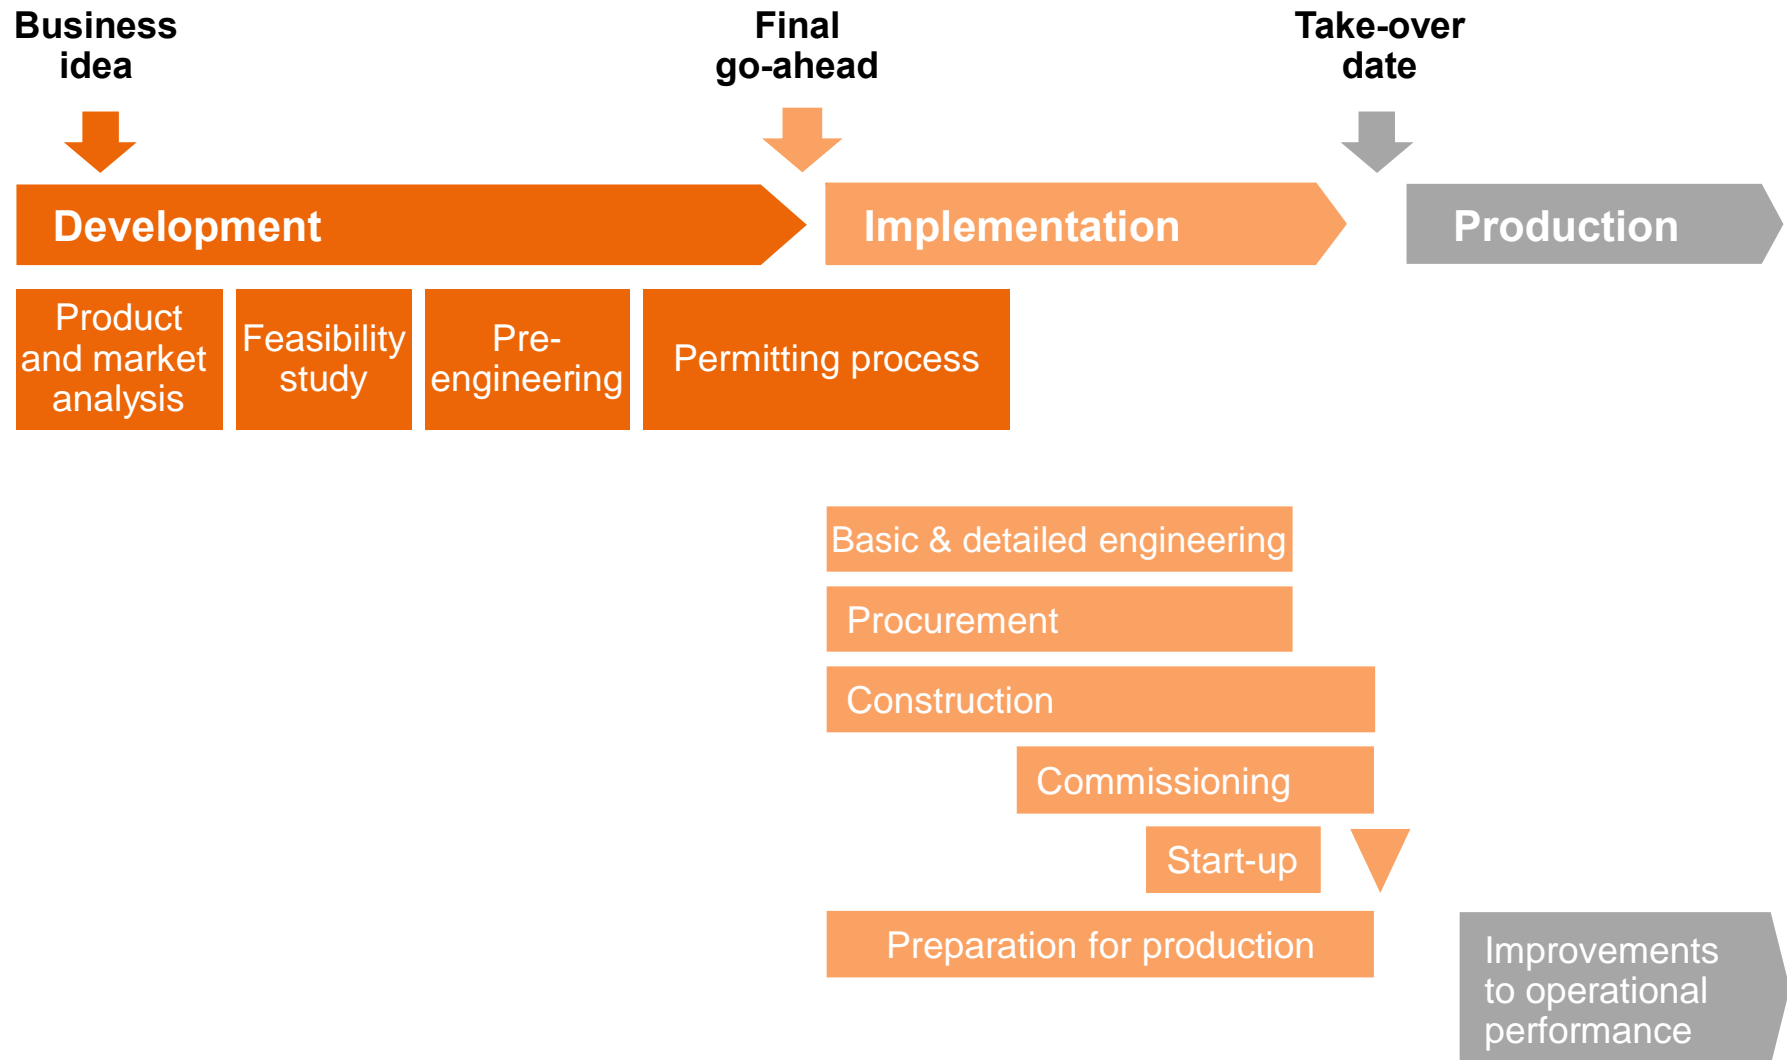 Business
idea
Final
go-ahead
Take-over
date
Development
Implementation
Production
Product
and market
analysis
Feasibility
study
Pre-
engineering
Permitting process
Basic & detailed engineering
Procurement
Construction
Commissioning
Start-up
Preparation for production
Improvements
to operational
performance